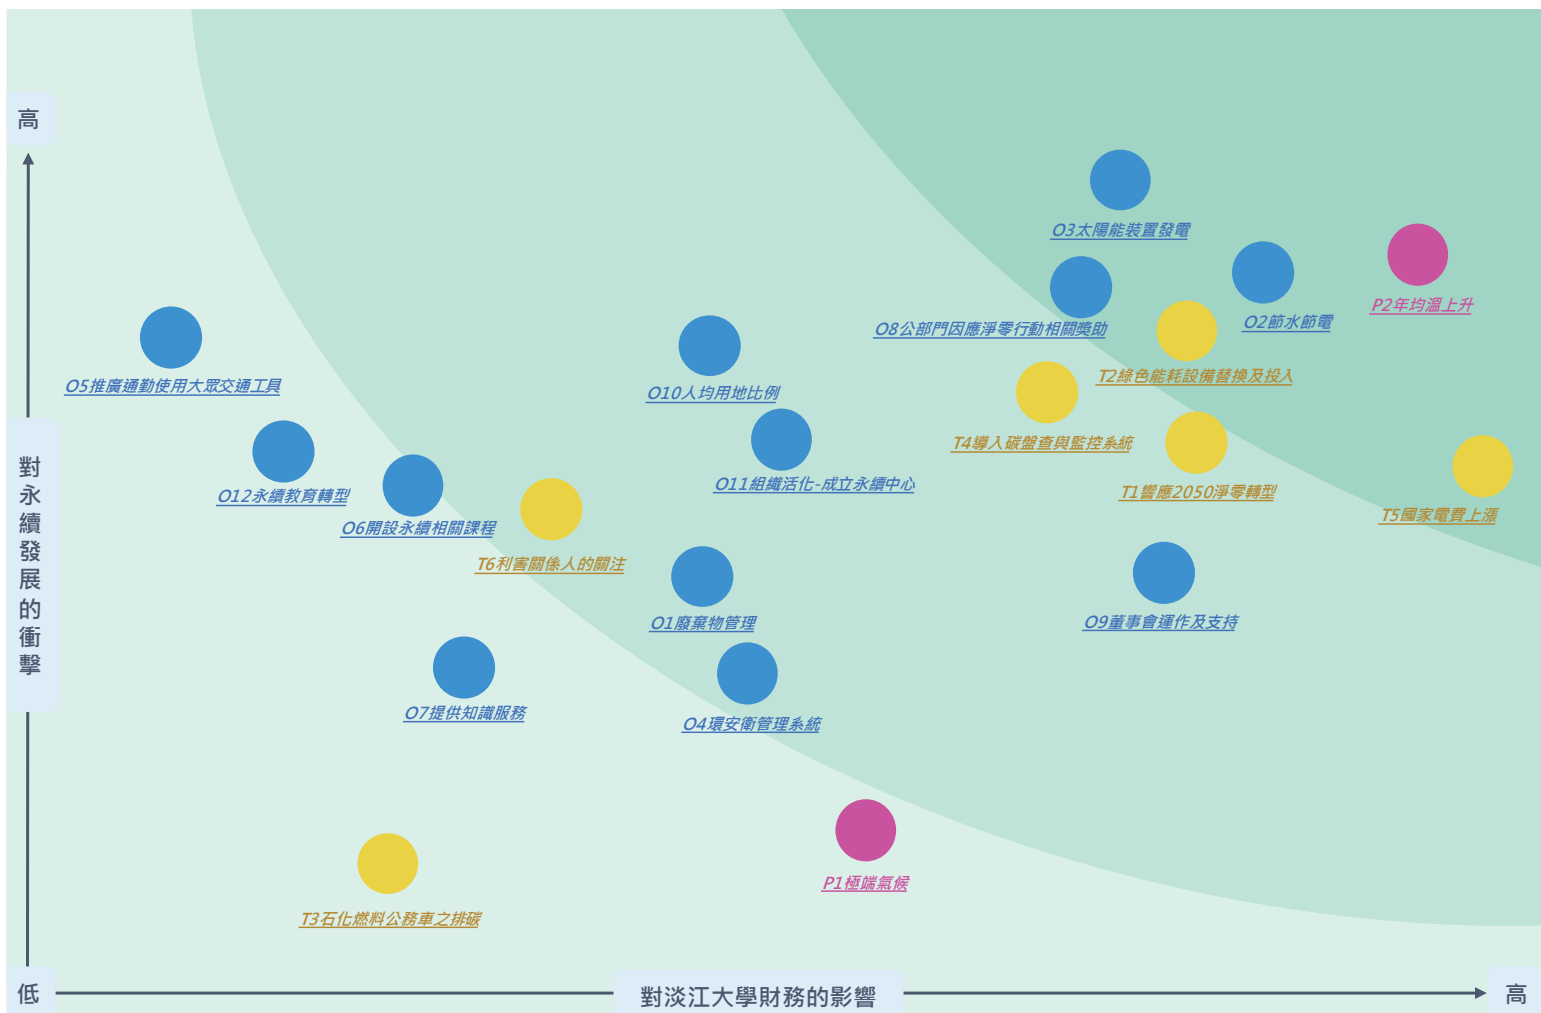 高
O3太陽能裝置發電
P2年均溫上升
O2節水節電
O8公部門因應淨零行動相關獎助
T2綠色能耗設備替換及投入
O5推廣通勤使用大眾交通工具
O10人均用地比例
T4導入碳盤查與監控系統
O11組織活化-成立永續中心
O12永續教育轉型
T1響應2050淨零轉型
T5國家電費上漲
O6開設永續相關課程
T6利害關係人的關注
對永續發展的衝擊
O1廢棄物管理
O9董事會運作及支持
O7提供知識服務
O4環安衛管理系統
P1極端氣候
T3石化燃料公務車之排碳
低
對淡江大學財務的影響
高